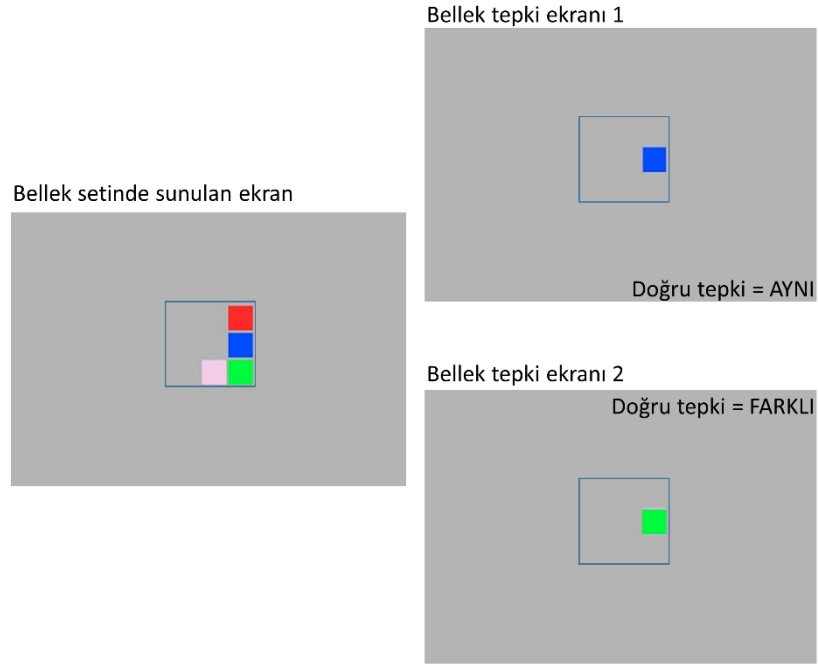 Bellek tepki ekranı 1
Bellek setinde sunulan ekran
Doğru tepki = AYNI
Bellek tepki ekranı 2
Doğru tepki = FARKLI